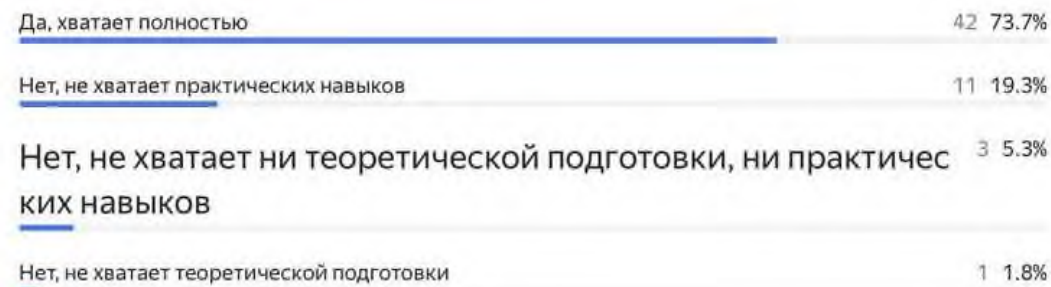 Да, хватает полностью 42 73.7%
Нет, не хватает практических навыков 11 19.3%
Нет, не хватает ни теоретической подготовки, ни практичес 3 5.3%
ких навыков
Нет, не хватает теоретической подготовки 1 1.8%